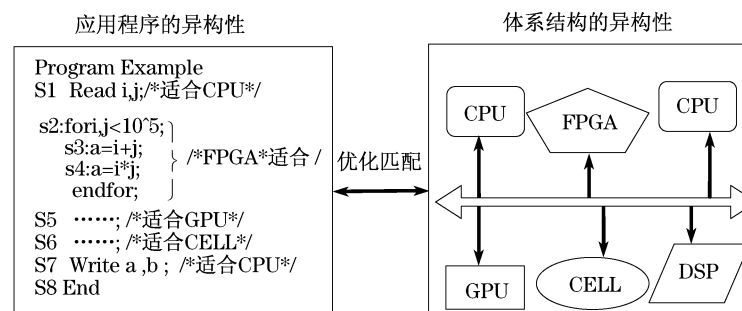 应用程序的异构性
Program Example
S1 Read i,j;/*适合CPU*/
s2:fori,j<10^5;
s3:a=i+j;
s4:a=i*j;
endfor;
/*FPGA*适合/
S5 ……; /*适合GPU*/
S6 ……; /*适合CELL*/
S7 Write a ,b ; /*适合CPU*/
S8 End
优化匹配
体系结构的异构性
CPU
FPGA
CPU
GPU
CELL
DSP